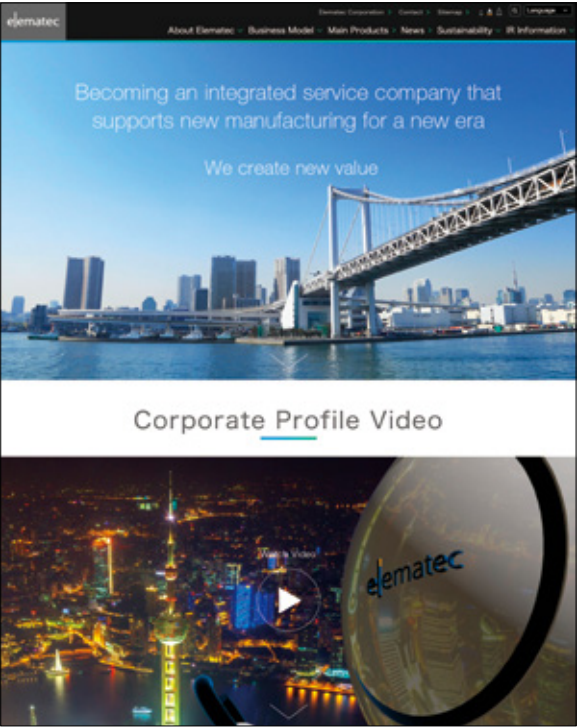 elematec
Elematec Corporation
Contact
Sitemap
Language
About Elematec
Business Model
Main Products
News
Sustainability
IR Information
Becoming an integrated service company that
supports new manufacturing for a new era
We create new value
Corporate Profile Video
Watch Video
elematec